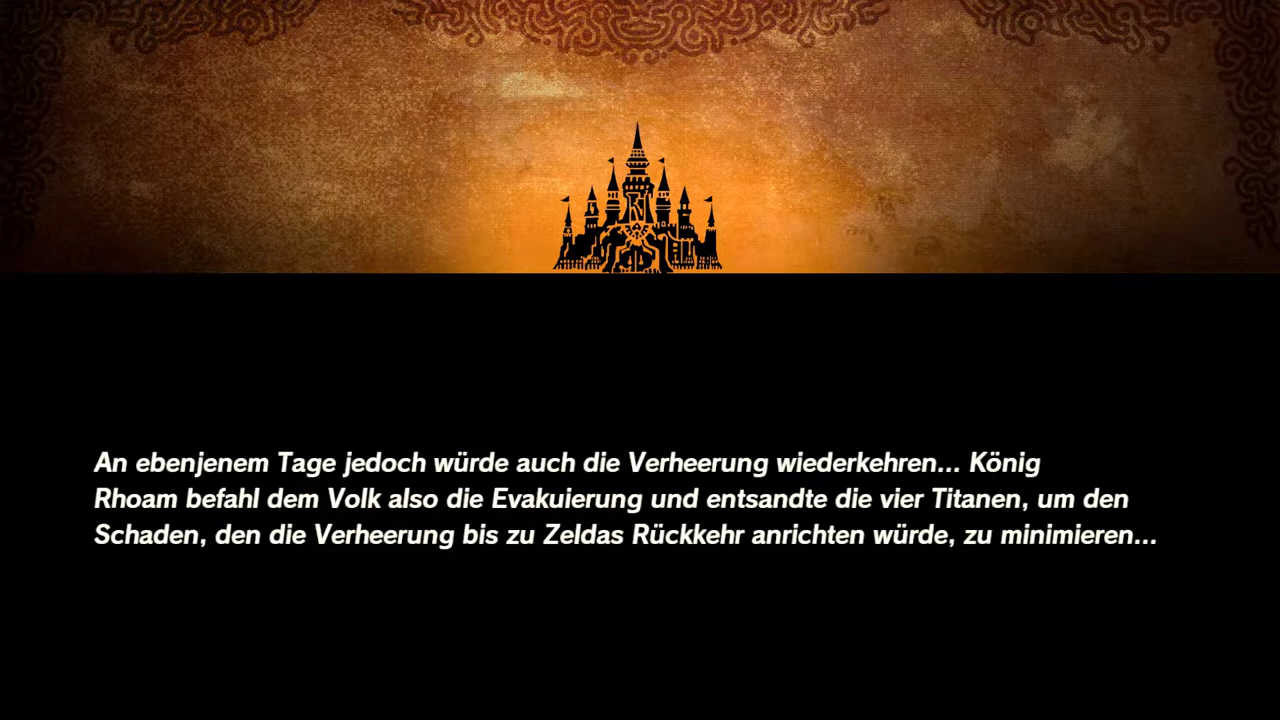 An ebenjenem Tage jedoch würde auch die Verheerung wiederkehren... König
Rhoam befahl dem Volk also die Evakuierung und entsandte die vier Titanen, um den
Schaden, den die Verheerung bis zu Zeldas Rückkehr anrichten würde, zu minimieren...